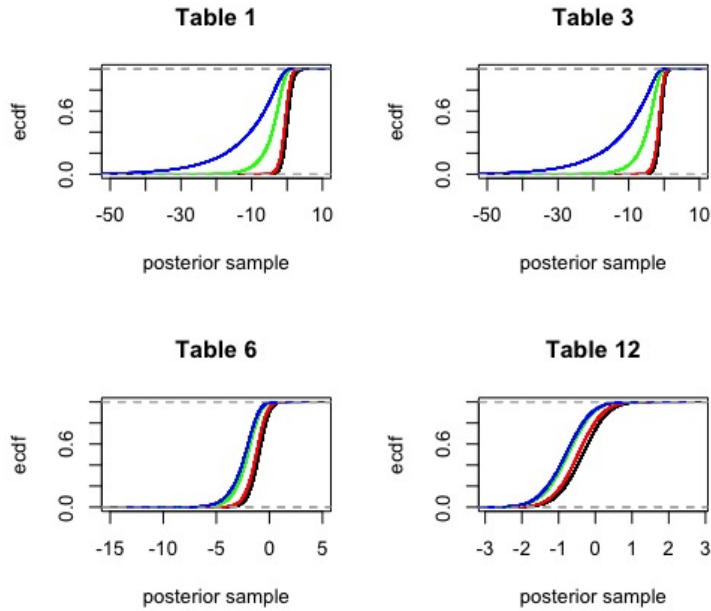 Table 1
ecdf
0.0 0.6
-50 -30 -10 10
posterior sample
Table 3
ecdf
0.0 0.6
-50 -30 -10 10
posterior sample
Table 6
ecdf
0.0 0.6
-15 -10 -5 0 5
posterior sample
Table 12
ecdf
0.0 0.6
-3 -2 -1 0 1 2 3
posterior sample